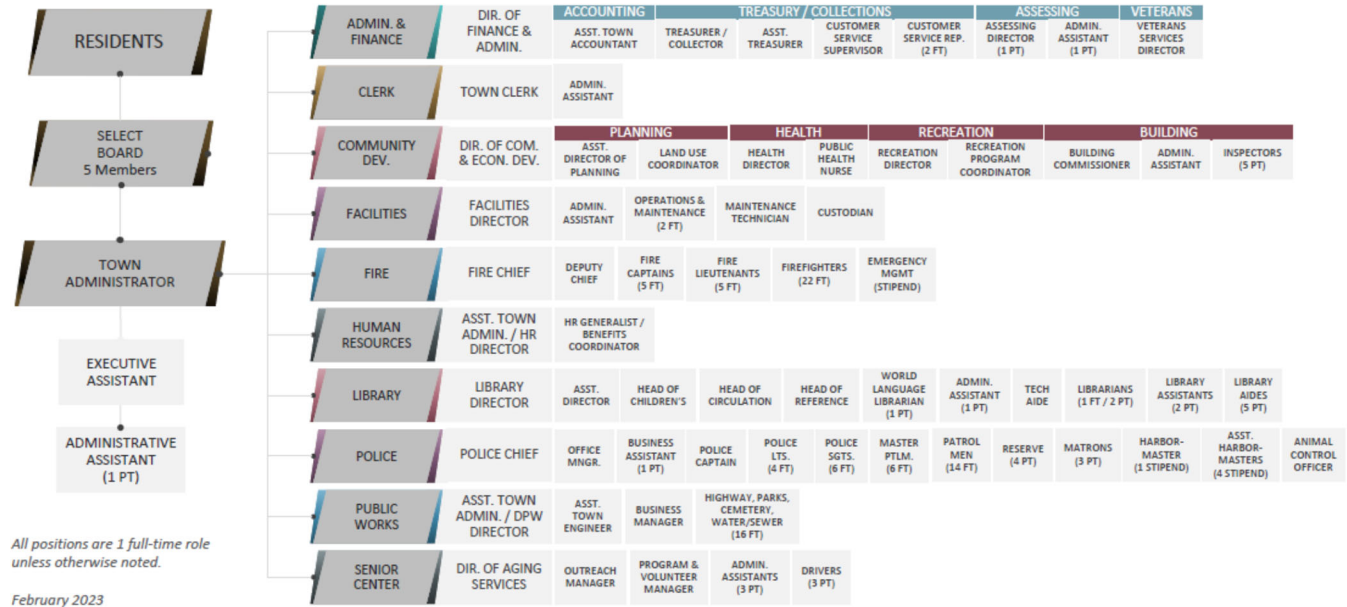 RESIDENTS
SELECT
BOARD
5 Members
TOWN
ADMINISTRATOR
EXECUTIVE
ASSISTANT
ADMINISTRATIVE
ASSISTANT
(1 PT)
All positions are 1 full-time role
unless otherwise noted.
February 2023
ADMIN. &
FINANCE
DIR. OF
FINANCE &
ADMIN.
ACCOUNTING
TREASURY / COLLECTIONS
ASSESSING
VETERANS
ASST. TOWN
ACCOUNTANT
TREASURER /
COLLECTOR
ASST.
TREASURER
CUSTOMER
SERVICE
SUPERVISOR
CUSTOMER
SERVICE REP.
(2 FT)
ASSESSING
DIRECTOR
(1 PT)
ADMIN.
ASSISTANT
(1 PT)
VETERANS
SERVICES
DIRECTOR
CLERK
TOWN CLERK
ADMIN.
ASSISTANT
COMMUNITY
DEV.
DIR. OF COM.
& ECON. DEV.
PLANNING
HEALTH
RECREATION
BUILDING
ASST.
DIRECTOR OF
PLANNING
LAND USE
COORDINATOR
HEALTH
DIRECTOR
PUBLIC
HEALTH
NURSE
RECREATION
DIRECTOR
RECREATION
PROGRAM
COORDINATOR
BUILDING
COMMISSIONER
ADMIN.
ASSISTANT
INSPECTORS
(5 PT)
FACILITIES
FACILITIES
DIRECTOR
ADMIN.
ASSISTANT
OPERATIONS &
MAINTENANCE
(2 FT)
MAINTENANCE
TECHNICIAN
CUSTODIAN
FIRE
FIRE CHIEF
DEPUTY
CHIEF
FIRE
CAPTAINS
(5 FT)
FIRE
LIEUTENANTS
(5 FT)
FIREFIGHTERS
(22 FT)
EMERGENCY
MGMT
(STIPEND)
HUMAN
RESOURCES
ASST. TOWN
ADMIN. / HR
DIRECTOR
HR GENERALIST /
BENEFITS
COORDINATOR
LIBRARY
LIBRARY
DIRECTOR
ASST.
DIRECTOR
HEAD OF
CHILDREN'S
HEAD OF
CIRCULATION
HEAD OF
REFERENCE
WORLD
LANGUAGE
LIBRARIAN
(1 PT)
ADMIN.
ASSISTANT
(1 PT)
TECH
AIDE
LIBRARIANS
(1 FT / 2 PT)
LIBRARY
ASSISTANTS
(2 PT)
LIBRARY
AIDES
(5 PT)
POLICE
POLICE CHIEF
OFFICE
MNGR.
BUSINESS
ASSISTANT
(1 PT)
POLICE
CAPTAIN
POLICE
LTS.
(4 FT)
POLICE
SGTS.
(6 FT)
MASTER
PTLM.
(6 FT)
PATROL
MEN
(14 FT)
RESERVE
(4 PT)
MATRONS
(3 PT)
HARBOR-
MASTER
(1 STIPEND)
ASST.
HARBOR-
MASTERS
(4 STIPEND)
ANIMAL
CONTROL
OFFICER
PUBLIC
WORKS
ASST. TOWN
ADMIN. / DPW
DIRECTOR
ASST.
TOWN
ENGINEER
BUSINESS
MANAGER
HIGHWAY, PARKS,
CEMETERY,
WATER/SEWER
(16 FT)
SENIOR
CENTER
DIR. OF AGING
SERVICES
OUTREACH
MANAGER
PROGRAM &
VOLUNTEER
MANAGER
ADMIN.
ASSISTANTS
(3 PT)
DRIVERS
(3 PT)